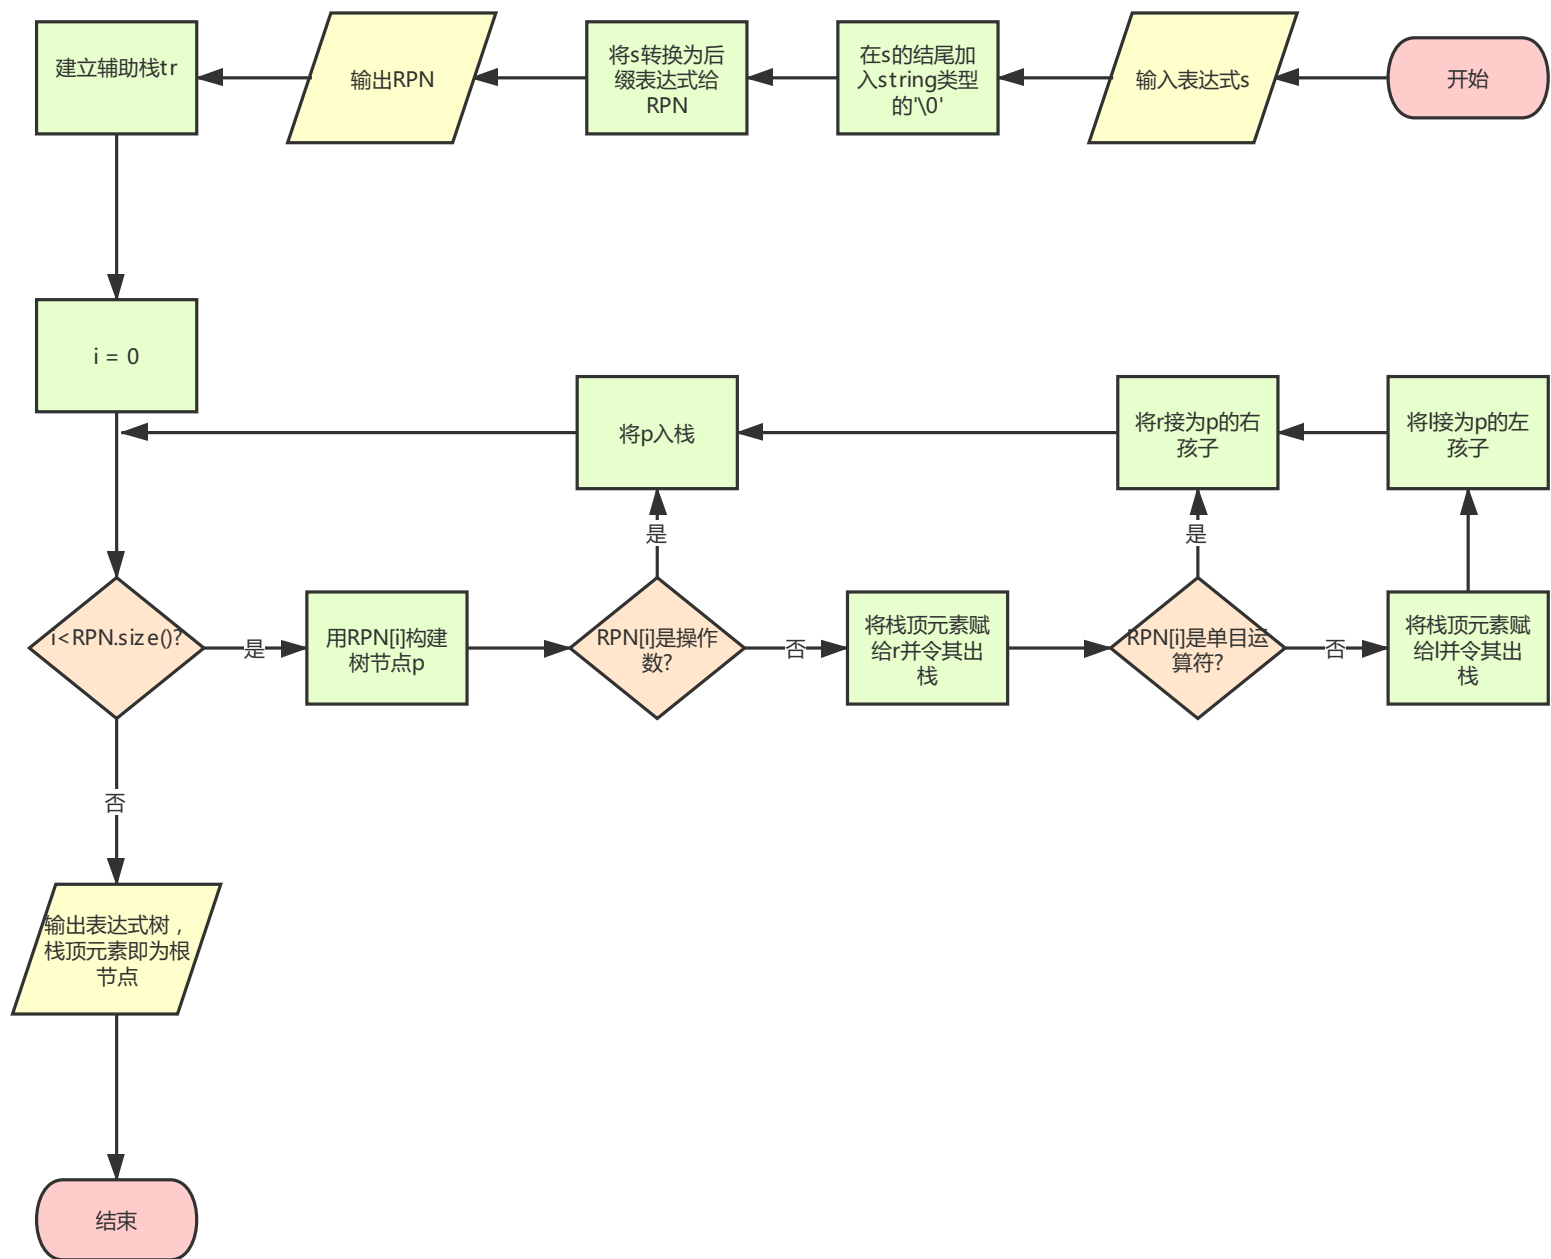 开始
输入表达式s
在s的结尾加
入string类型
的'\0'
将s转换为后
缀表达式给
RPN
输出RPN
建立辅助栈tr
i = 0
将p入栈
将r接为p的右
孩子
将l接为p的左
孩子
是
是
i<RPN.size()?
是
用RPN[i]构建
树节点p
RPN[i]是操作
数?
否
将栈顶元素赋
给r并令其出
栈
RPN[i]是单目运
算符?
否
将栈顶元素赋
给l并令其出
栈
否
输出表达式树，
栈顶元素即为根
节点
结束